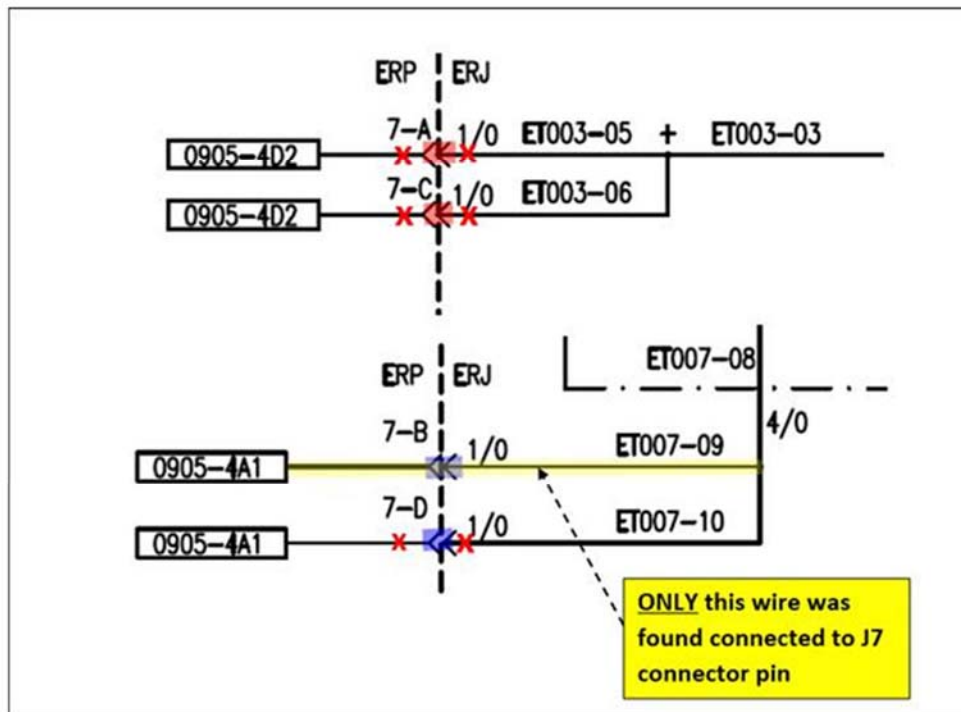 ERP ERJ
7-A 1/0 ET003-05 + ET003-03
0905-4D2
7-C 1/0 ET003-06
0905-4D2
ET007-08
ERP ERJ
4/0
7-B 1/0 ET007-09
0905-4A1
7-D 1/0 ET007-10
0905-4A1
ONLY this wire was
found connected to J7
connector pin